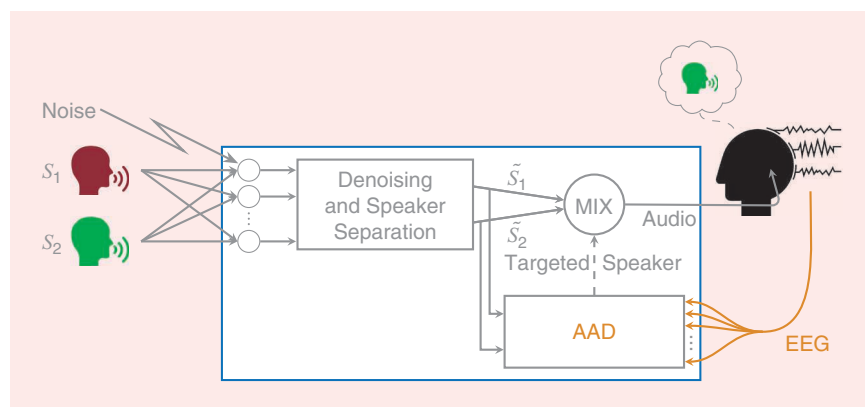 Noise
S₁
S₂
⋮
Denoising
and Speaker
Separation
S̃₁
S̃₂
MIX
Audio
Targeted Speaker
AAD
⋮
EEG